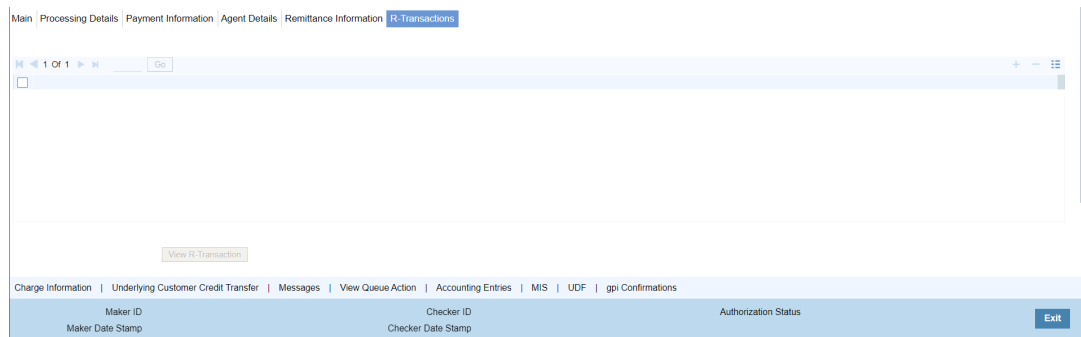 Main Processing Details Payment Information Agent Details Remittance Information R-Transactions
1 Of 1 Go
View R-Transaction
Charge Information | Underlying Customer Credit Transfer | Messages | View Queue Action | Accounting Entries | MIS | UDF | gpi Confirmations
Maker ID Checker ID Authorization Status
Maker Date Stamp Checker Date Stamp
Exit